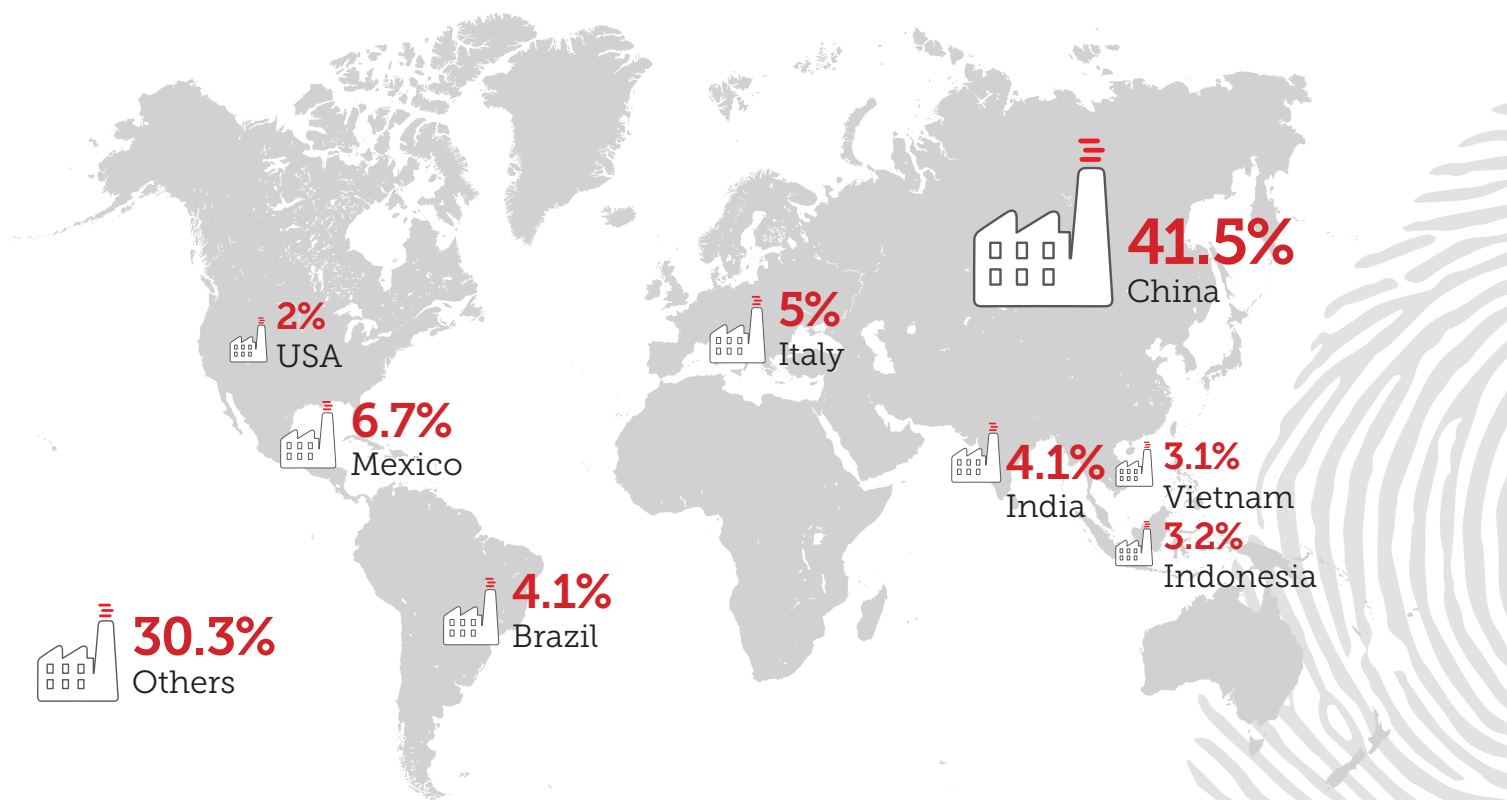 41.5%
China
2%
USA
5%
Italy
6.7%
Mexico
4.1%
India
3.1%
Vietnam
3.2%
Indonesia
4.1%
Brazil
30.3%
Others